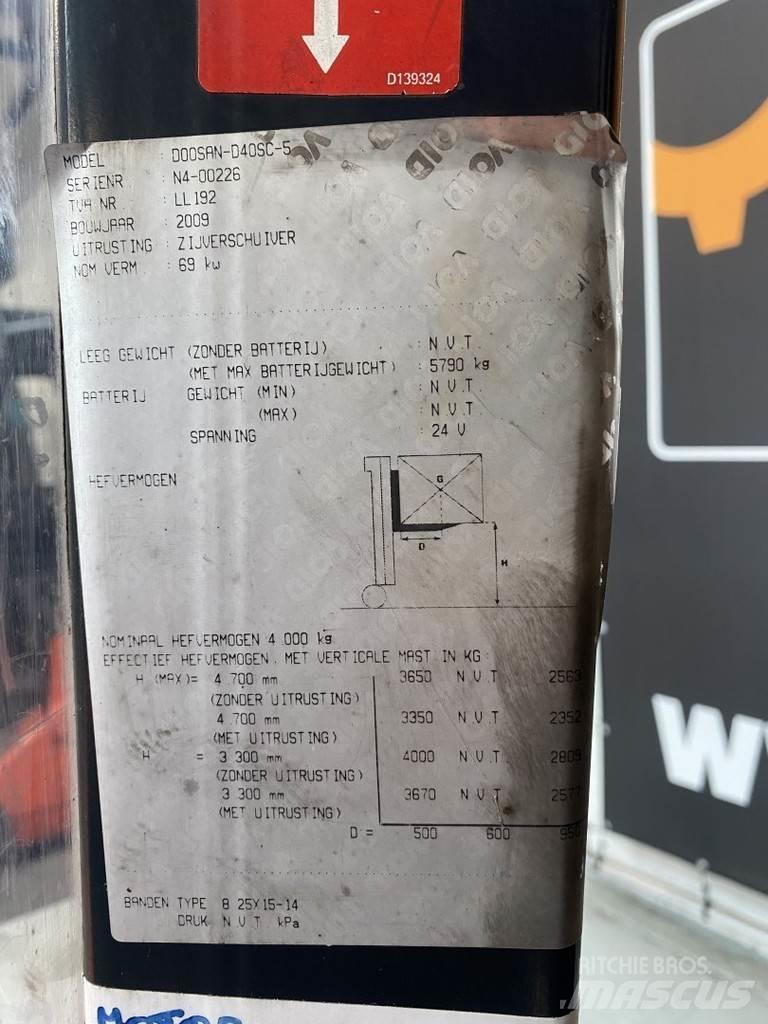 D139324
MODEL : DOOSAN-D40SC-5
SERIENR : N4-00226
TVH NR : LL192
BOUWJAAR : 2009
UITRUSTING : ZIJVERSCHUIVER
NOM VERM : 69 kw
LEEG GEWICHT (ZONDER BATTERIJ) : N.V.T.
(MET MAX BATTERIJGEWICHT) : 5790 kg
BATTERIJ GEWICHT (MIN) : N.V.T.
(MAX) : N.V.T.
SPANNING : 24 V
HEFVERMOGEN
G
D
H
NOMINAAL HEFVERMOGEN 4.000 kg
EFFECTIEF HEFVERMOGEN, MET VERTICALE MAST IN KG:
H (MAX)= 4.700 mm 3650 N.V.T. 2563
(ZONDER UITRUSTING)
4.700 mm 3350 N.V.T. 2352
(MET UITRUSTING)
H = 3.300 mm 4000 N.V.T. 2809
(ZONDER UITRUSTING)
3.300 mm 3670 N.V.T. 2577
(MET UITRUSTING)
D = 500 600 950
BANDEN TYPE 8.25X15-14
DRUK N.V.T. kPa
W
MOTOR
RITCHIE BROS.
MASCUS